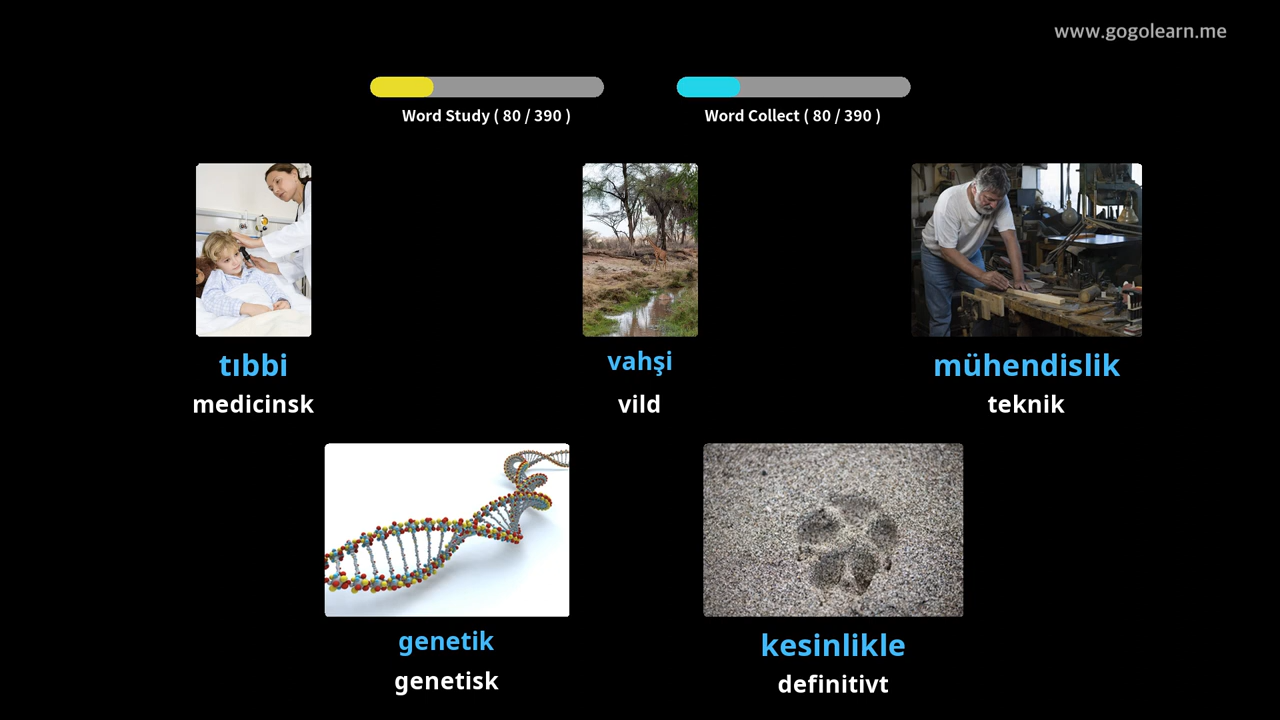 www.gogolearn.me
Word Study ( 80 / 390 )
Word Collect ( 80 / 390 )
tıbbi
medicinsk
vahşi
vild
mühendislik
teknik
genetik
genetisk
kesinlikle
definitivt